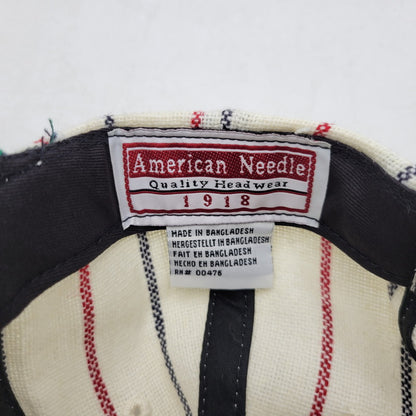 American Needle
Quality Headwear
1918
MADE IN BANGLADESH
HERGESTELLT IN BANGLADESH
FAIT EN BANGLADESH
HECHO EN BANGLADESH
RN# 00476